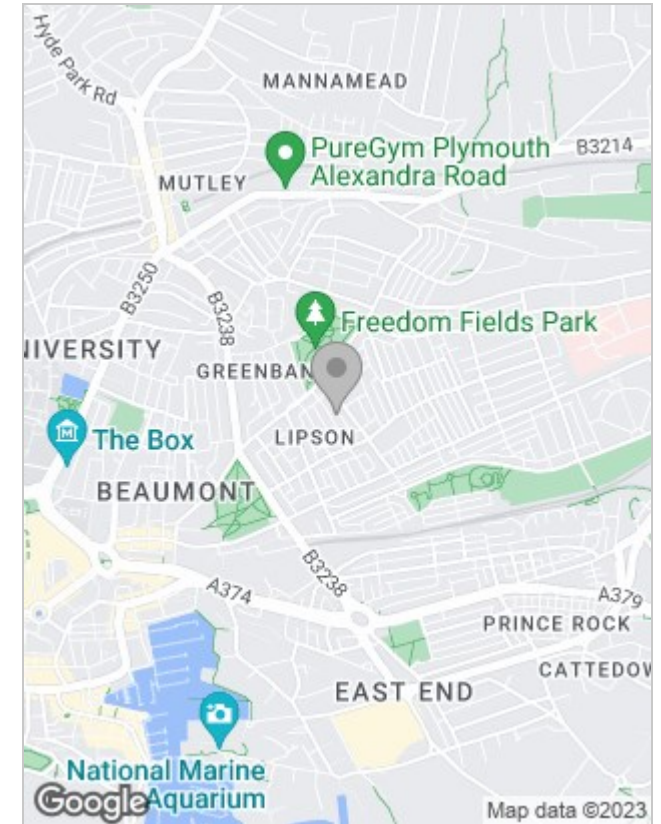 Hyde Park Rd
MANNAMEAD
PureGym Plymouth
Alexandra Road
B3214
MUTLEY
B3250
B3238
Freedom Fields Park
IVERSITY
GREENBAN
The Box
LIPSON
BEAUMONT
B3238
A374
A379
PRINCE ROCK
CATTEDOW
EAST END
National Marine
Aquarium
Google
Map data ©2023